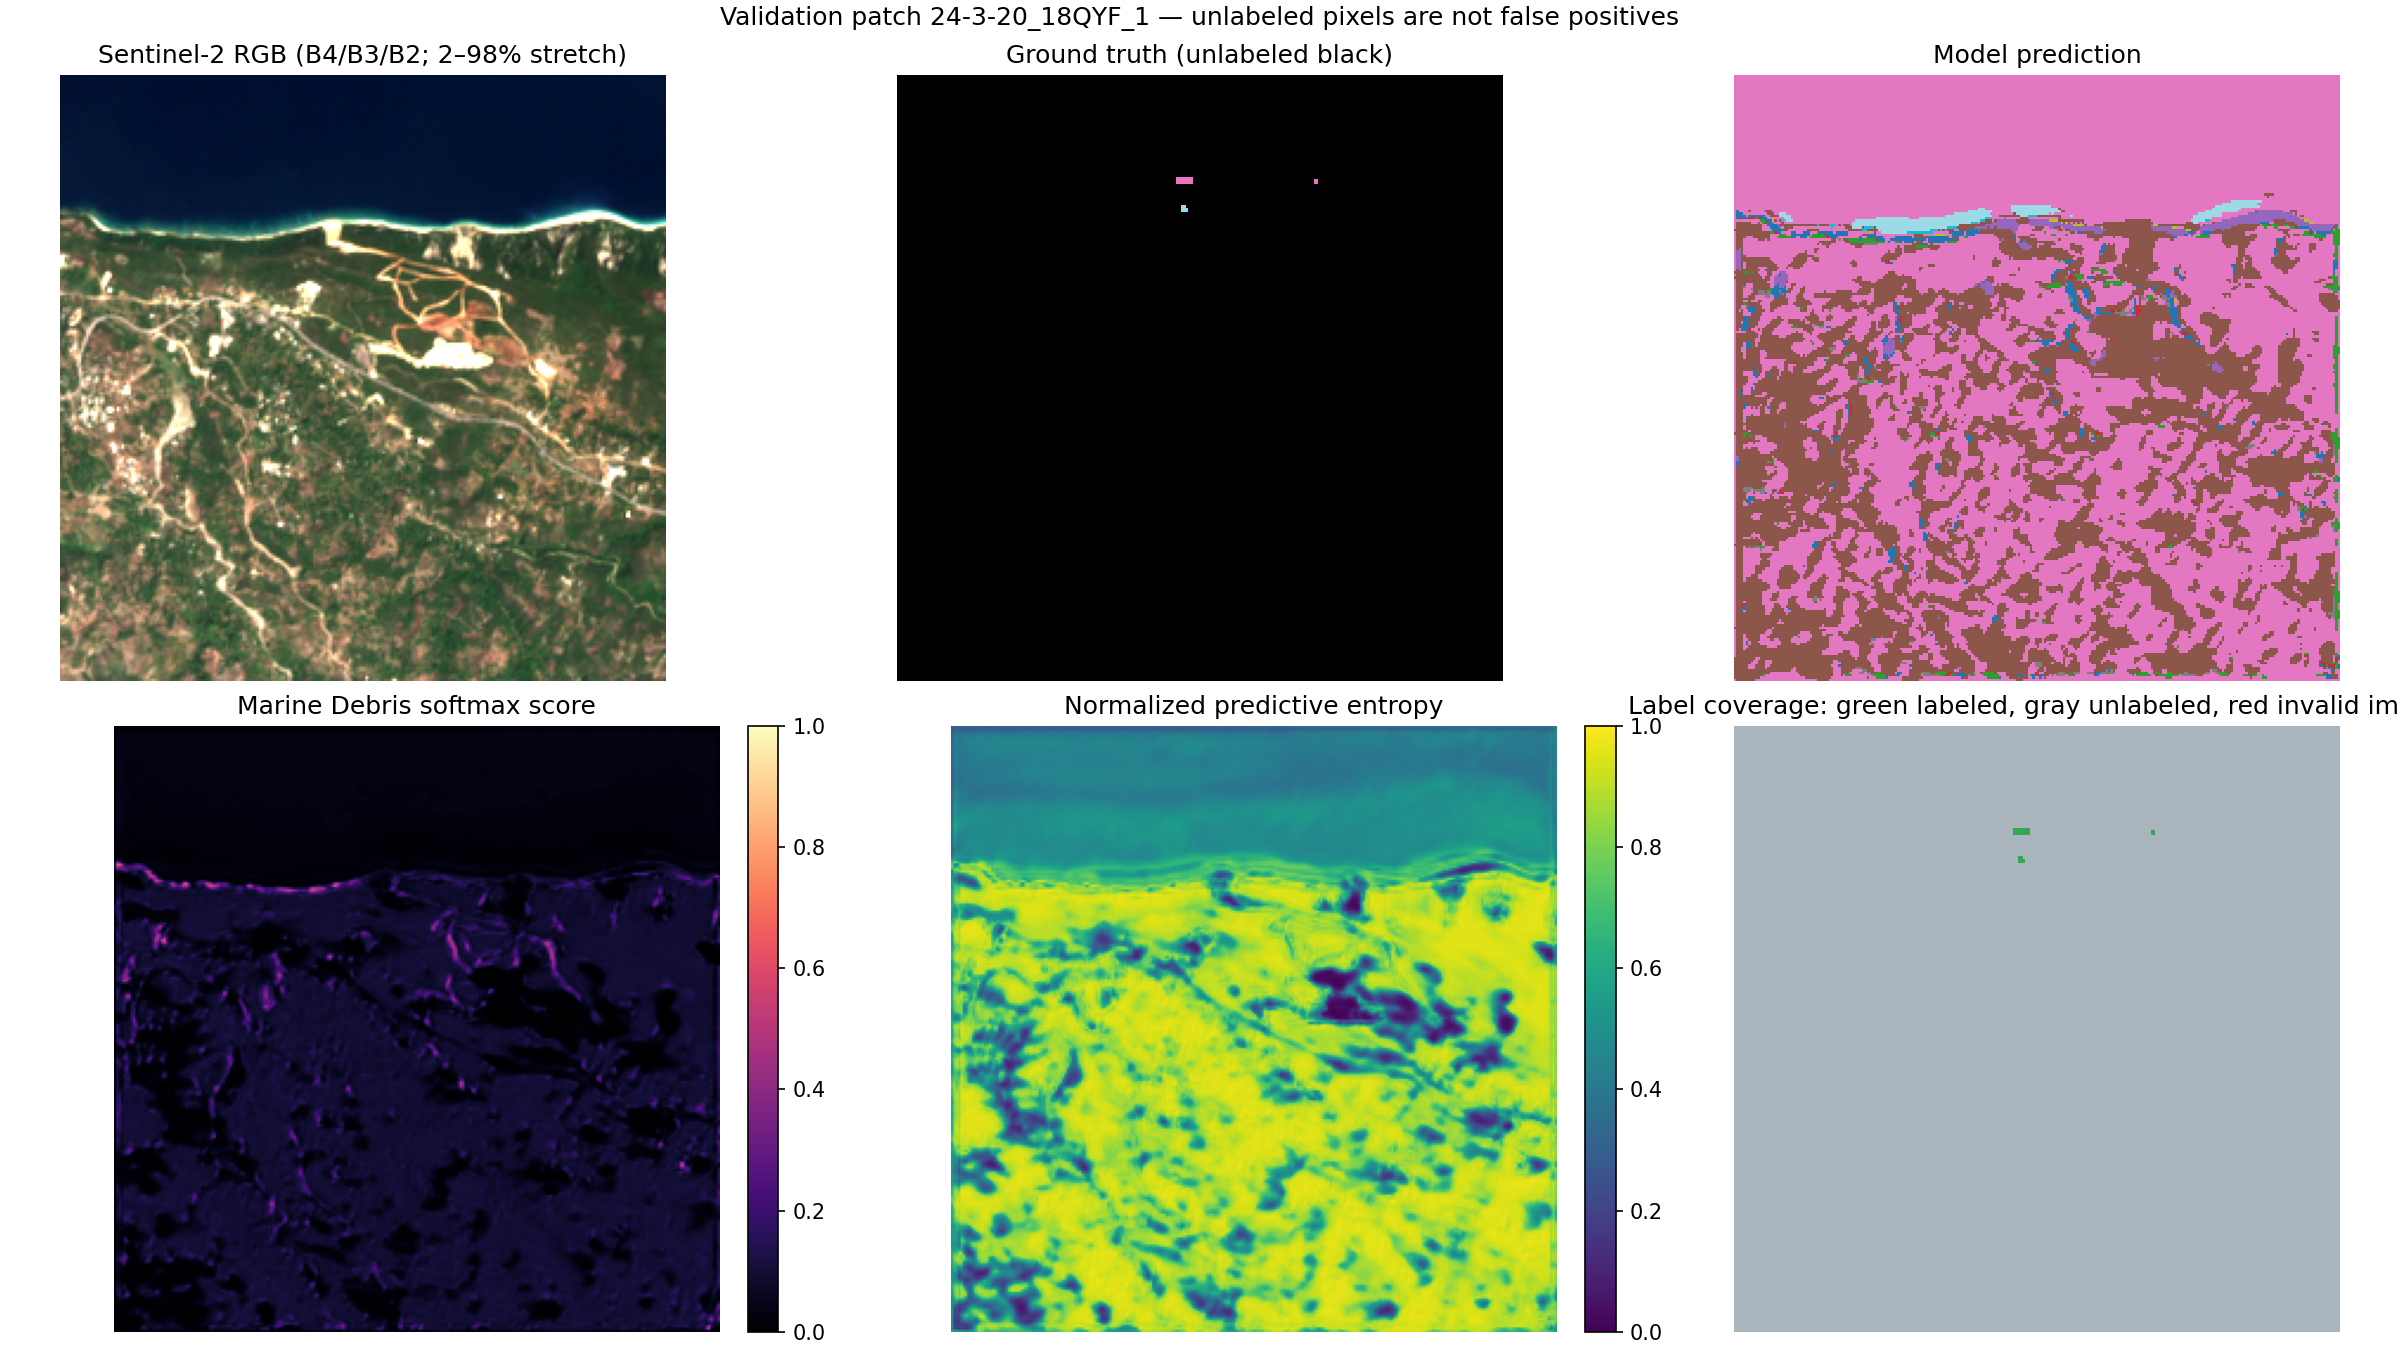 Validation patch 24-3-20_18QYF_1 — unlabeled pixels are not false positives
Sentinel-2 RGB (B4/B3/B2; 2–98% stretch)
Ground truth (unlabeled black)
Model prediction
Marine Debris softmax score
Normalized predictive entropy
Label coverage: green labeled, gray unlabeled, red invalid im
1.0
0.8
0.6
0.4
0.2
0.0
1.0
0.8
0.6
0.4
0.2
0.0